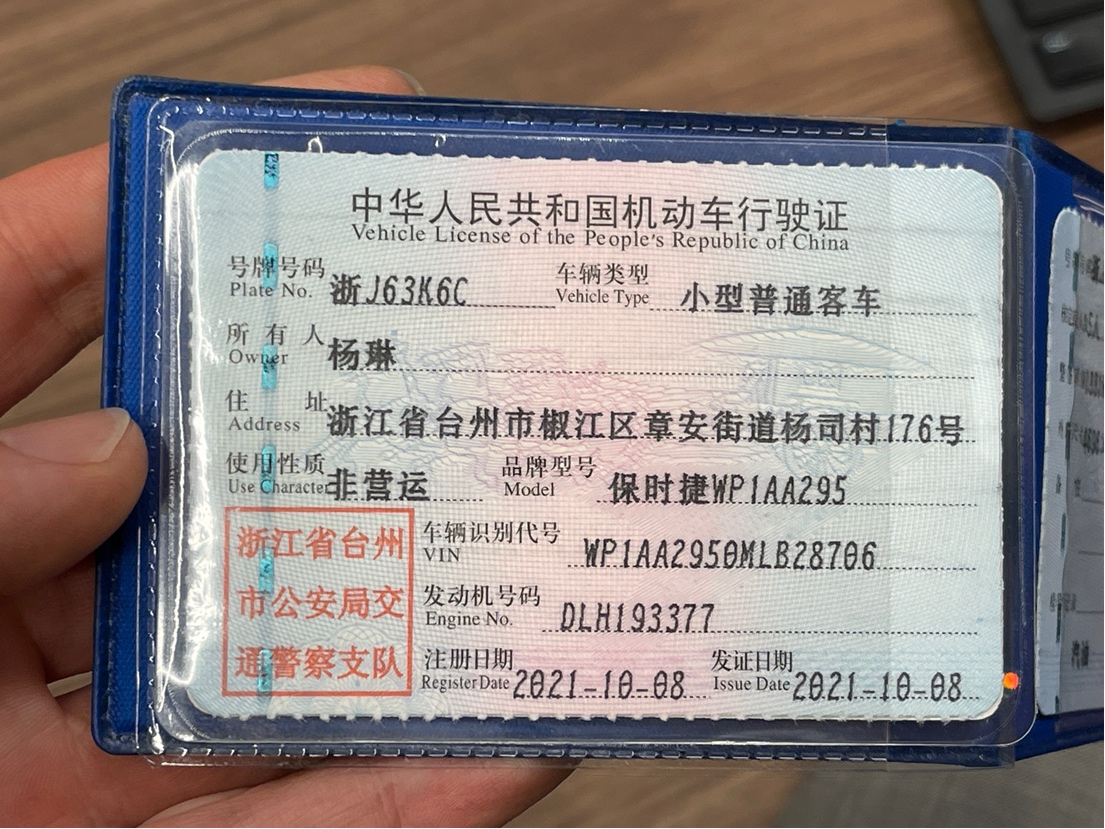 中华人民共和国机动车行驶证
Vehicle License of the People's Republic of China
号牌号码 浙J63K6C 车辆类型 小型普通客车
Plate No. Vehicle Type
所有人 杨琳
Owner
住址 浙江省台州市椒江区章安街道杨司村176号
Address
使用性质 非营运 品牌型号 保时捷WP1AA295
Use Character Model
浙江省台州
市公安局交
通警察支队
车辆识别代号 WP1AA2950MLB28706
VIN
发动机号码 DLH193377
Engine No.
注册日期 2021-10-08 发证日期 2021-10-08
Register Date Issue Date
汽油